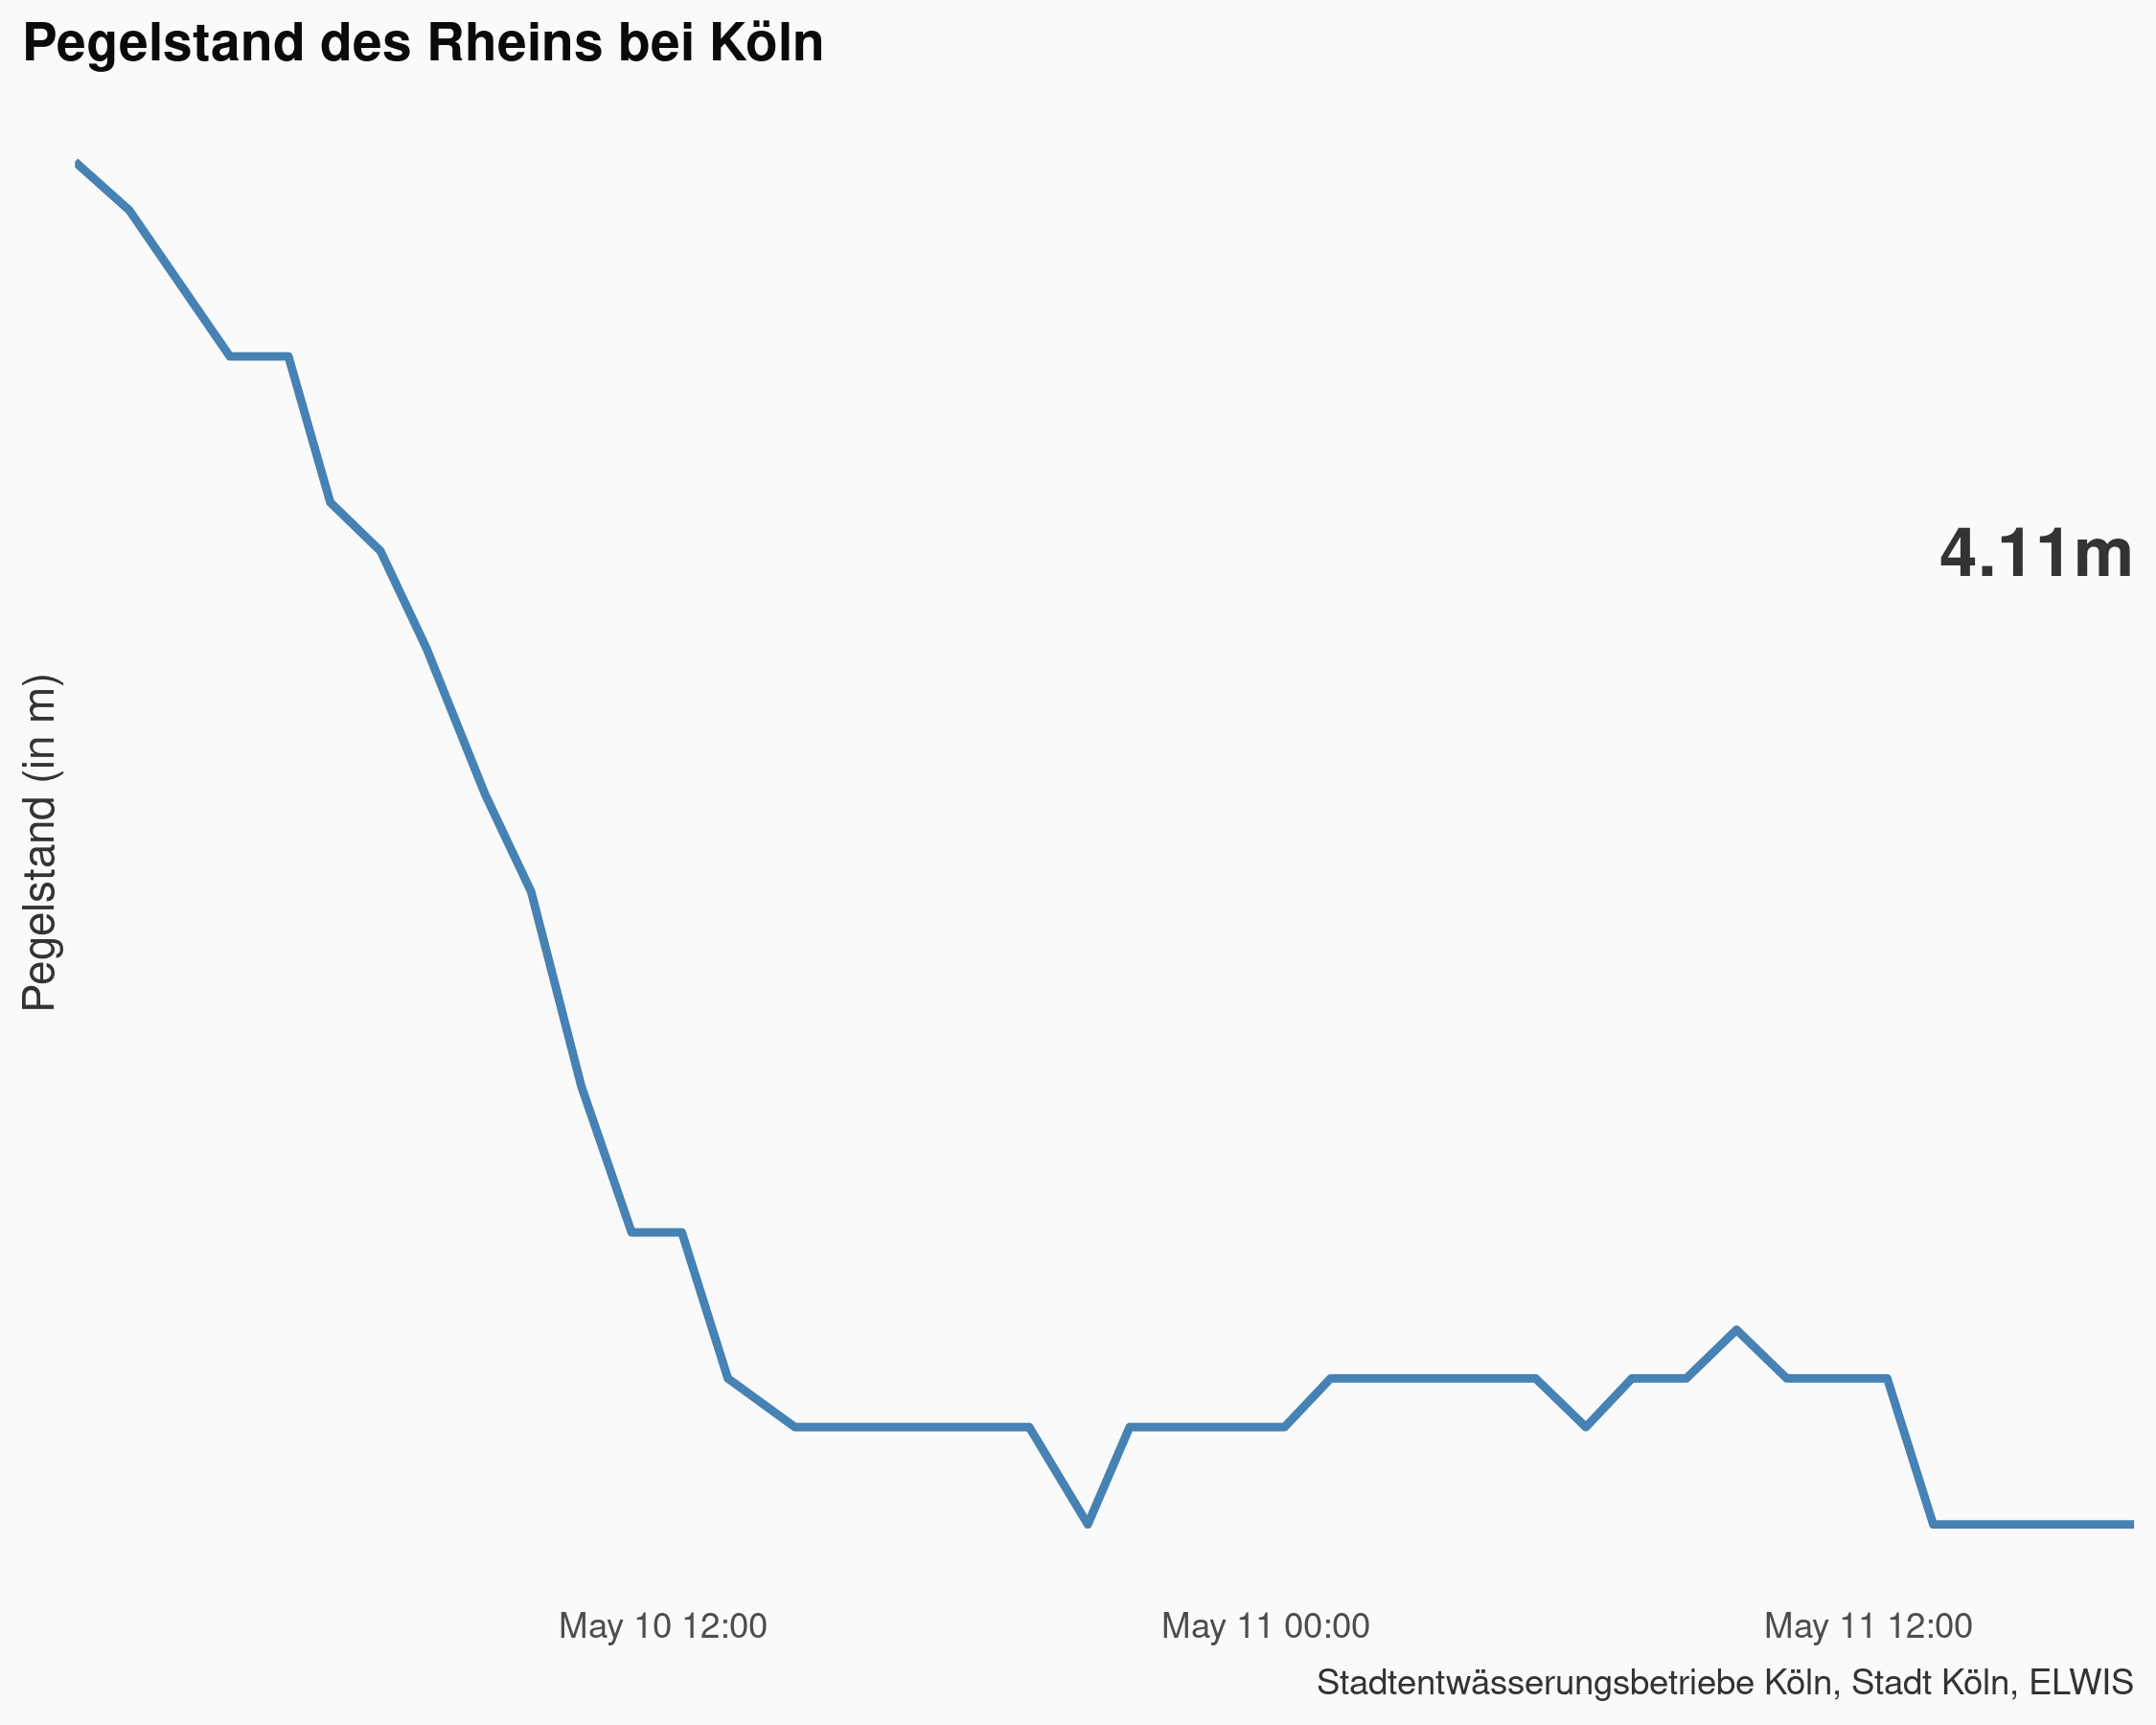 Pegelstand des Rheins bei Köln
4.11m
Pegelstand (in m)
May 10 12:00
May 11 00:00
May 11 12:00
Stadtentwässerungsbetriebe Köln, Stadt Köln, ELWIS